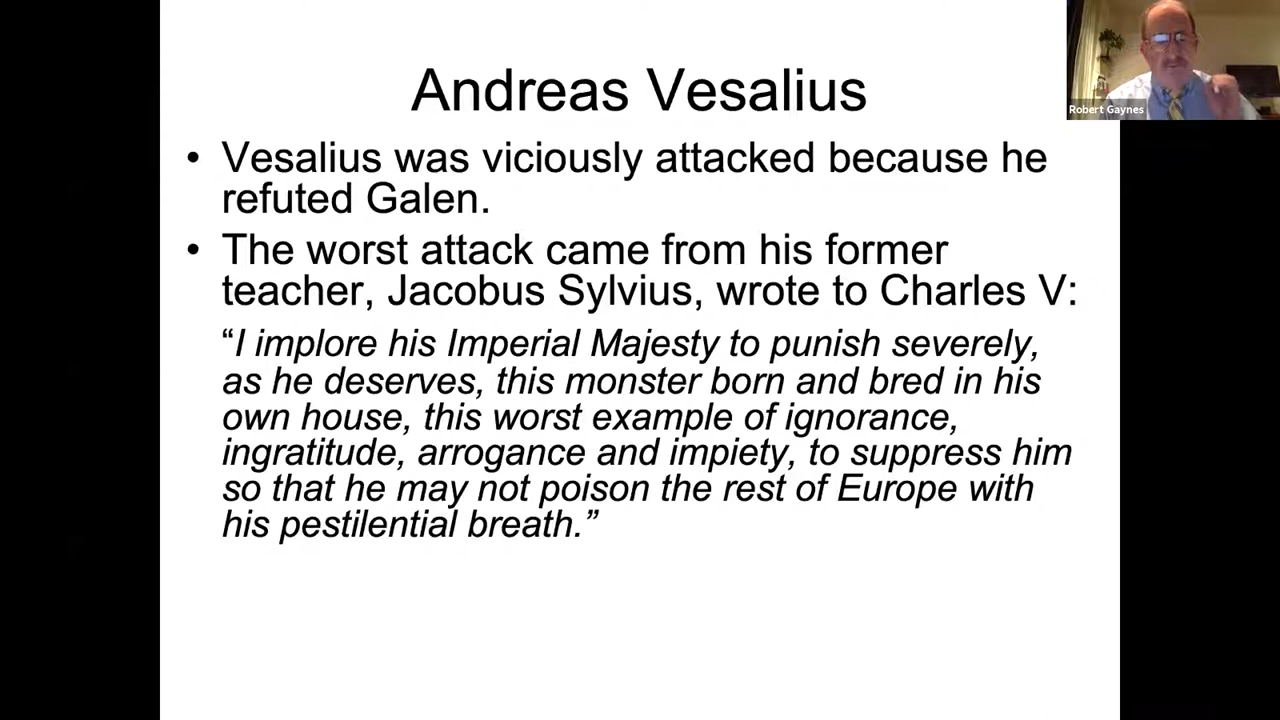 Andreas Vesalius
• Vesalius was viciously attacked because he
refuted Galen.
• The worst attack came from his former
teacher, Jacobus Sylvius, wrote to Charles V:
“I implore his Imperial Majesty to punish severely,
as he deserves, this monster born and bred in his
own house, this worst example of ignorance,
ingratitude, arrogance and impiety, to suppress him
so that he may not poison the rest of Europe with
his pestilential breath.”
Robert Gaynes